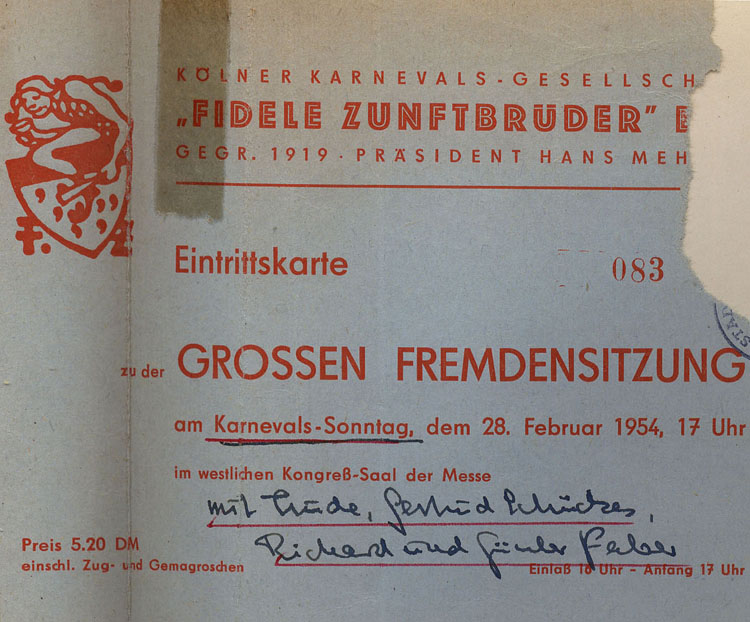 KÖLNER KARNEVALS-GESELLSCH
„FIDELE ZUNFTBRÜDER" E
GEGR. 1919 · PRÄSIDENT HANS MEH
Eintrittskarte 083
STA
zu der GROSSEN FREMDENSITZUNG
am Karnevals-Sonntag, dem 28. Februar 1954, 17 Uhr
im westlichen Kongreß-Saal der Messe
mit Trude, Gertrud
Richard und Günter Faber
Preis 5.20 DM
einschl. Zug- und Gemagroschen
Einlaß 16 Uhr - Anfang 17 Uhr